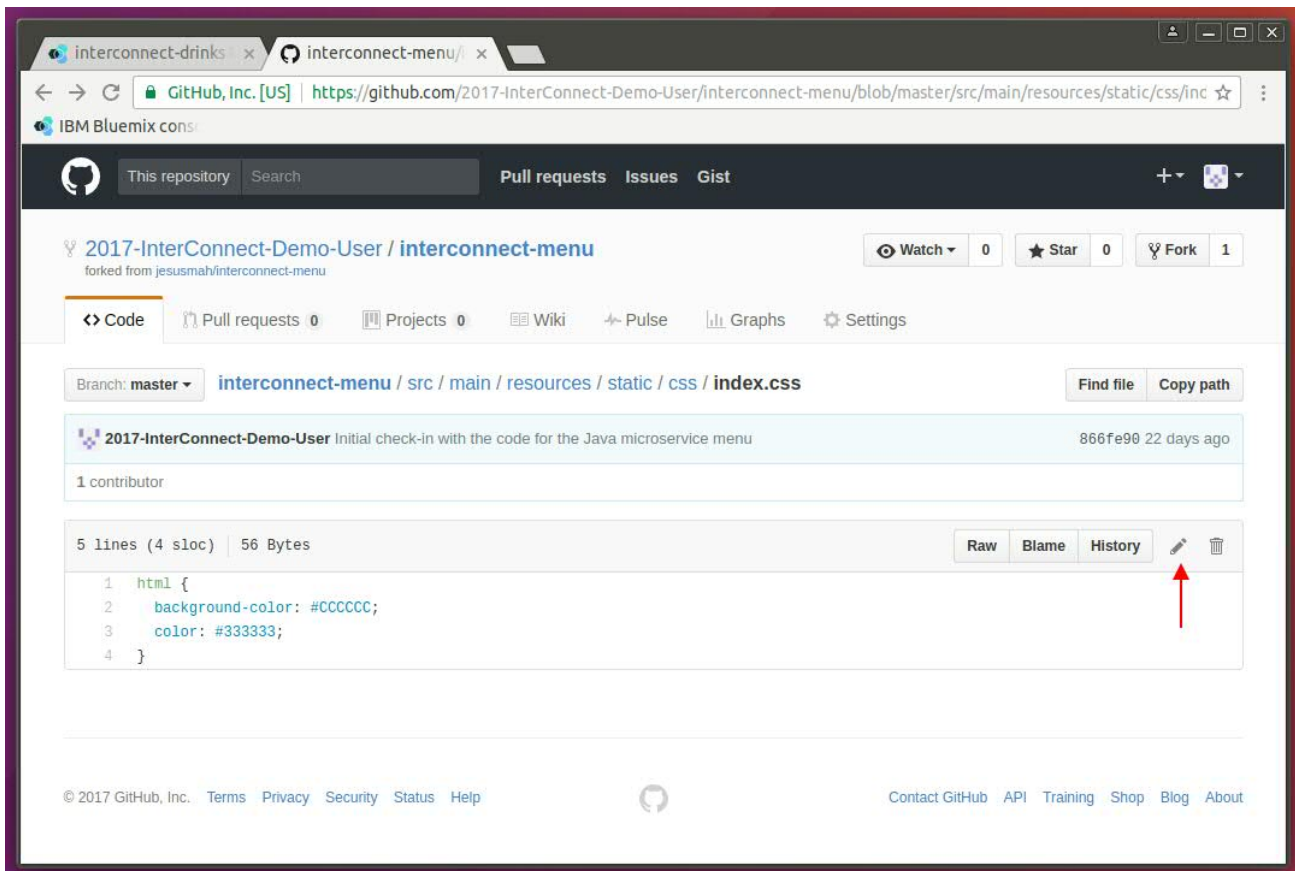 interconnect-drinks
interconnect-menu/
GitHub, Inc. [US] | https://github.com/2017-InterConnect-Demo-User/interconnect-menu/blob/master/src/main/resources/static/css/inc
IBM Bluemix cons
This repository Search Pull requests Issues Gist
2017-InterConnect-Demo-User / interconnect-menu Watch 0 Star 0 Fork 1
forked from jesusmah/interconnect-menu
<> Code Pull requests 0 Projects 0 Wiki Pulse Graphs Settings
Branch: master interconnect-menu / src / main / resources / static / css / index.css Find file Copy path
2017-InterConnect-Demo-User Initial check-in with the code for the Java microservice menu 866fe90 22 days ago
1 contributor
5 lines (4 sloc) 56 Bytes Raw Blame History
1 html {
2 background-color: #CCCCCC;
3 color: #333333;
4 }
© 2017 GitHub, Inc. Terms Privacy Security Status Help Contact GitHub API Training Shop Blog About